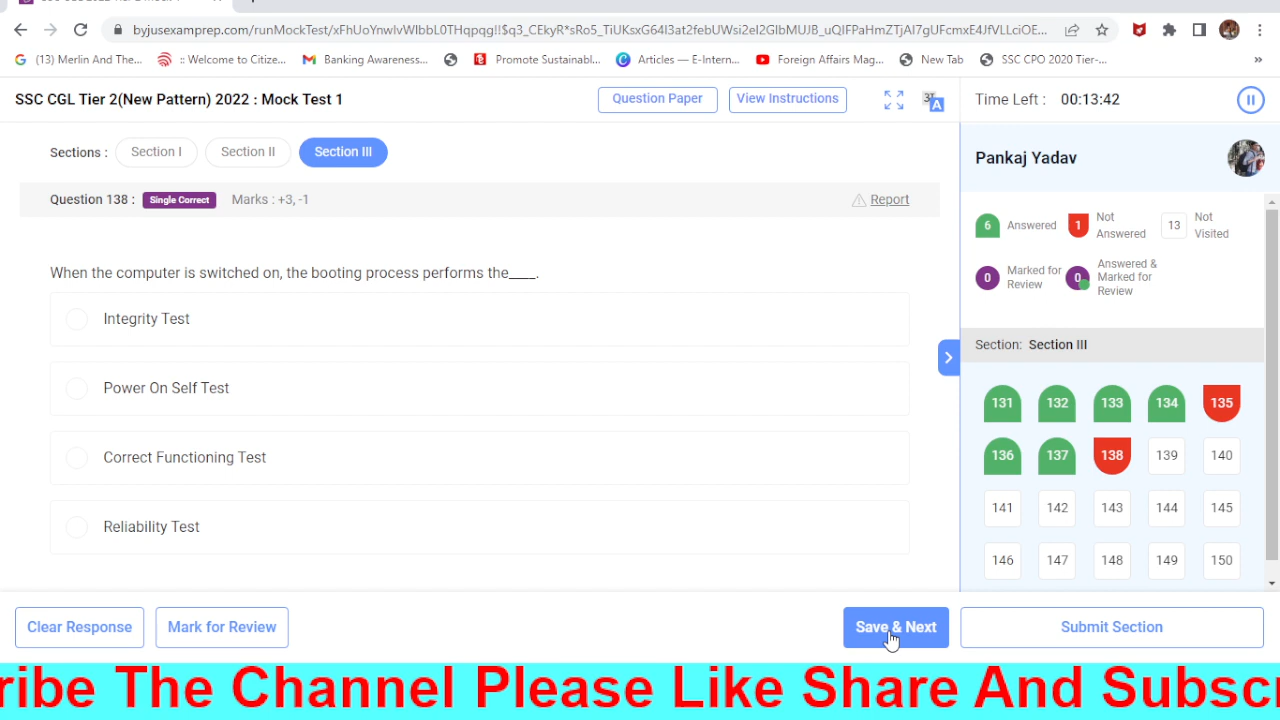 byjusexamprep.com/runMockTest/xFhUoYnwIvWlbbL0THqpqg!!$q3_CEkyR*sRo5_TiUKsxG64l3at2febUWsi2eI2GlbMUJB_uQIFPaHmZTjAI7gUFcmxE4JfVLLciOE...
(13) Merlin And The...
:: Welcome to Citize...
Banking Awareness...
Promote Sustainabl...
Articles — E-Intern...
Foreign Affairs Mag...
New Tab
SSC CPO 2020 Tier-...
»
SSC CGL Tier 2(New Pattern) 2022 : Mock Test 1
Question Paper
View Instructions
Time Left : 00:13:42
Sections : Section I Section II Section III
Pankaj Yadav
Question 138 : Single Correct Marks : +3, -1
Report
6 Answered
1 Not Answered
13 Not Visited
0 Marked for Review
0 Answered & Marked for Review
When the computer is switched on, the booting process performs the____.
Integrity Test
Power On Self Test
Correct Functioning Test
Reliability Test
Section: Section III
131 132 133 134 135
136 137 138 139 140
141 142 143 144 145
146 147 148 149 150
Clear Response
Mark for Review
Save & Next
Submit Section
ribe The Channel Please Like Share And Subsc